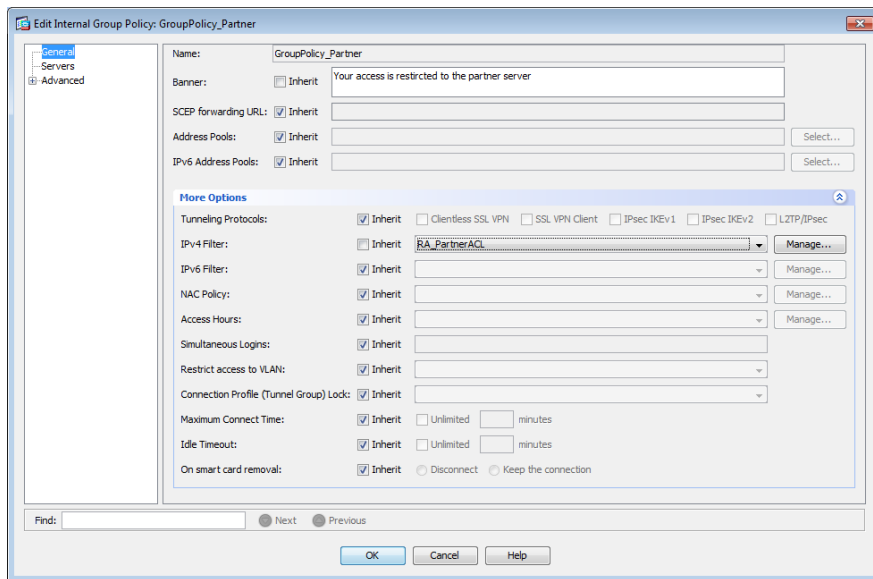 Edit Internal Group Policy: GroupPolicy_Partner
General
Servers
Advanced
Name: GroupPolicy_Partner
Banner: Inherit Your access is restircted to the partner server
SCEP forwarding URL: Inherit
Address Pools: Inherit Select...
IPv6 Address Pools: Inherit Select...
More Options
Tunneling Protocols: Inherit Clientless SSL VPN SSL VPN Client IPsec IKEv1 IPsec IKEv2 L2TP/IPsec
IPv4 Filter: Inherit RA_PartnerACL Manage...
IPv6 Filter: Inherit Manage...
NAC Policy: Inherit Manage...
Access Hours: Inherit Manage...
Simultaneous Logins: Inherit
Restrict access to VLAN: Inherit
Connection Profile (Tunnel Group) Lock: Inherit
Maximum Connect Time: Inherit Unlimited minutes
Idle Timeout: Inherit Unlimited minutes
On smart card removal: Inherit Disconnect Keep the connection
Find: Next Previous
OK Cancel Help